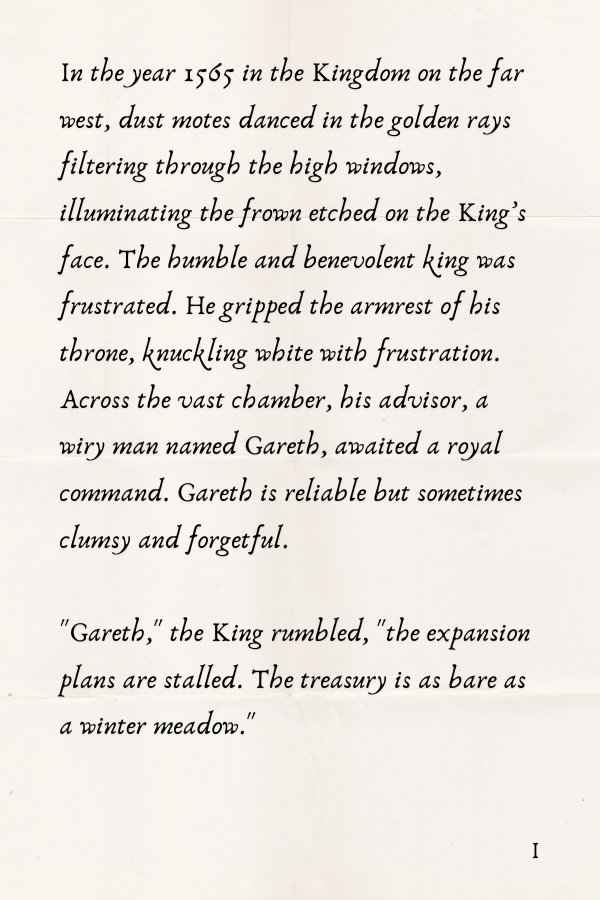 In the year 1565 in the Kingdom on the far
west, dust motes danced in the golden rays
filtering through the high windows,
illuminating the frown etched on the King's
face. The humble and benevolent king was
frustrated. He gripped the armrest of his
throne, knuckling white with frustration.
Across the vast chamber, his advisor, a
wiry man named Gareth, awaited a royal
command. Gareth is reliable but sometimes
clumsy and forgetful.

"Gareth," the King rumbled, "the expansion
plans are stalled. The treasury is as bare as
a winter meadow."
1